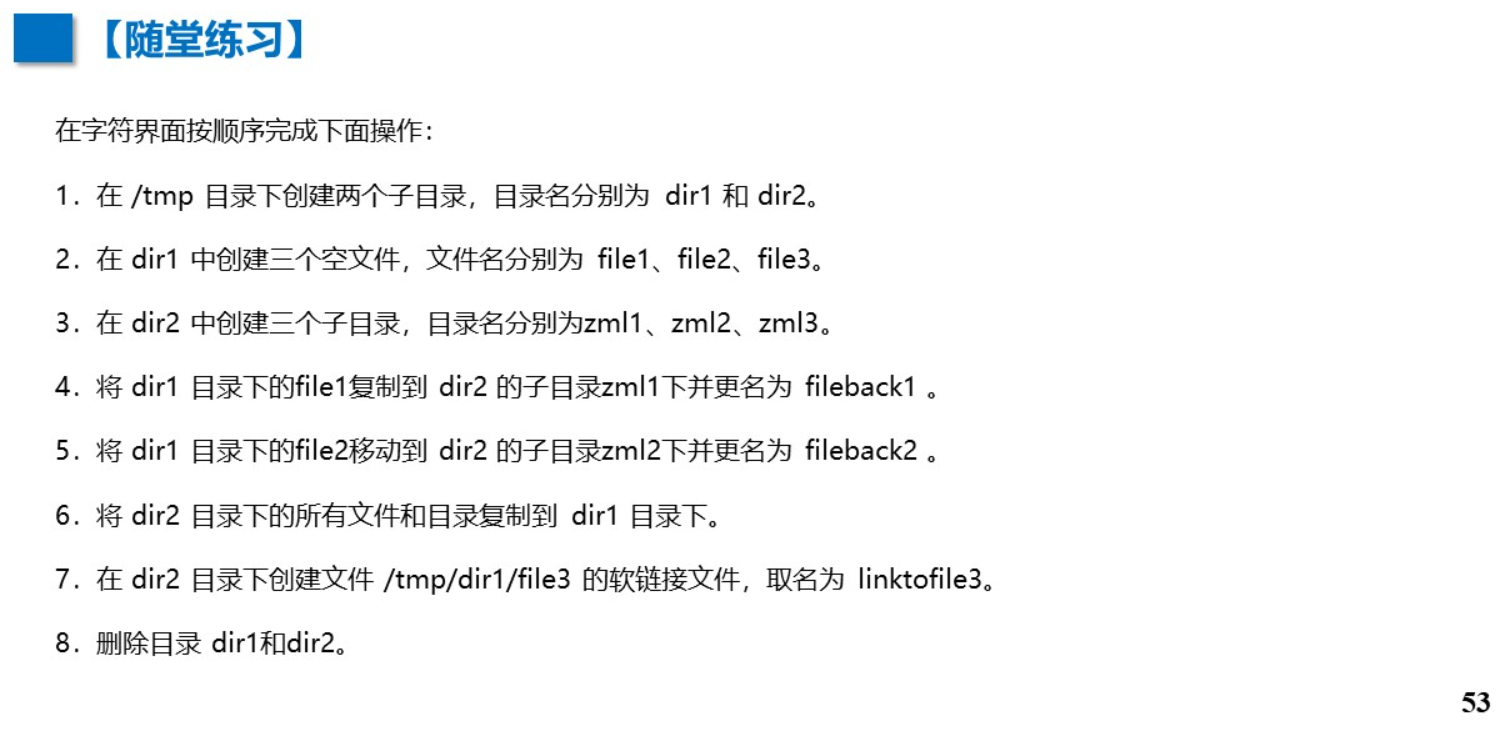 【随堂练习】
在字符界面按顺序完成下面操作：
1. 在 /tmp 目录下创建两个子目录，目录名分别为 dir1 和 dir2。
2. 在 dir1 中创建三个空文件，文件名分别为 file1、file2、file3。
3. 在 dir2 中创建三个子目录，目录名分别为zml1、zml2、zml3。
4. 将 dir1 目录下的file1复制到 dir2 的子目录zml1下并更名为 fileback1 。
5. 将 dir1 目录下的file2移动到 dir2 的子目录zml2下并更名为 fileback2 。
6. 将 dir2 目录下的所有文件和目录复制到 dir1 目录下。
7. 在 dir2 目录下创建文件 /tmp/dir1/file3 的软链接文件，取名为 linktofile3。
8. 删除目录 dir1和dir2。
53